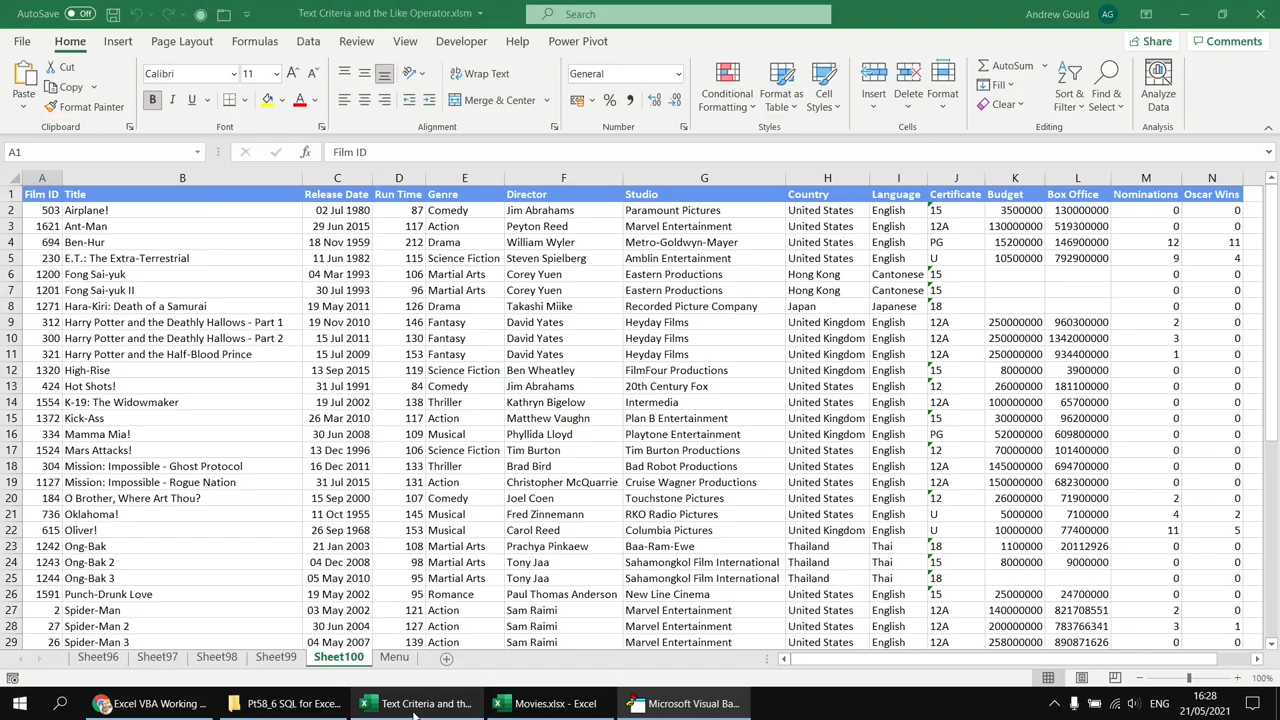 AutoSave Off Text Criteria and the Like Operator.xlsm Search Andrew Gould AG
File Home Insert Draw Page Layout Formulas Data Review View Developer Help Power Pivot Share Comments
Paste Cut Copy Format Painter Calibri 11 B I U Wrap Text Merge & Center General Conditional Formatting Format as Table Cell Styles Insert Delete Format AutoSum Fill Clear Sort & Filter Find & Select Analyze Data
Clipboard Font Alignment Number Styles Cells Editing Analysis
A1 fx Film ID
A B C D E F G H I J K L M N
1 Film ID Title Release Date Run Time Genre Director Studio Country Language Certificate Budget Box Office Nominations Oscar Wins
2 503 Airplane! 02 Jul 1980 87 Comedy Jim Abrahams Paramount Pictures United States English 15 3500000 130000000 0 0
3 1621 Ant-Man 29 Jun 2015 117 Action Peyton Reed Marvel Entertainment United States English 12A 130000000 519300000 0 0
4 694 Ben-Hur 18 Nov 1959 212 Drama William Wyler Metro-Goldwyn-Mayer United States English PG 15200000 146900000 12 11
5 230 E.T.: The Extra-Terrestrial 11 Jun 1982 115 Science Fiction Steven Spielberg Amblin Entertainment United States English U 10500000 792900000 9 4
6 1200 Fong Sai-yuk 04 Mar 1993 106 Martial Arts Corey Yuen Eastern Productions Hong Kong Cantonese 15 0 0
7 1201 Fong Sai-yuk II 30 Jul 1993 96 Martial Arts Corey Yuen Eastern Productions Hong Kong Cantonese 15 0 0
8 1271 Hara-Kiri: Death of a Samurai 19 May 2011 126 Drama Takashi Miike Recorded Picture Company Japan Japanese 18 0 0
9 312 Harry Potter and the Deathly Hallows - Part 1 19 Nov 2010 146 Fantasy David Yates Heyday Films United Kingdom English 12A 250000000 960300000 2 0
10 300 Harry Potter and the Deathly Hallows - Part 2 15 Jul 2011 130 Fantasy David Yates Heyday Films United Kingdom English 12A 250000000 1342000000 3 0
11 321 Harry Potter and the Half-Blood Prince 15 Jul 2009 153 Fantasy David Yates Heyday Films United Kingdom English 12A 250000000 934400000 1 0
12 1320 High-Rise 13 Sep 2015 119 Science Fiction Ben Wheatley FilmFour Productions United Kingdom English 15 8000000 3900000 0 0
13 424 Hot Shots! 31 Jul 1991 84 Comedy Jim Abrahams 20th Century Fox United States English 12 26000000 181100000 0 0
14 1554 K-19: The Widowmaker 19 Jul 2002 138 Thriller Kathryn Bigelow Intermedia United States English 12A 100000000 65700000 0 0
15 1372 Kick-Ass 26 Mar 2010 117 Action Matthew Vaughn Plan B Entertainment United Kingdom English 15 30000000 96200000 0 0
16 334 Mamma Mia! 30 Jun 2008 109 Musical Phyllida Lloyd Playtone Entertainment United Kingdom English PG 52000000 609800000 0 0
17 1524 Mars Attacks! 13 Dec 1996 106 Science Fiction Tim Burton Tim Burton Productions United States English 12 70000000 101400000 0 0
18 304 Mission: Impossible - Ghost Protocol 16 Dec 2011 133 Thriller Brad Bird Bad Robot Productions United States English 12A 145000000 694700000 0 0
19 1127 Mission: Impossible - Rogue Nation 31 Jul 2015 131 Action Christopher McQuarrie Cruise Wagner Productions United States English 12A 150000000 682300000 0 0
20 184 O Brother, Where Art Thou? 15 Sep 2000 107 Comedy Joel Coen Touchstone Pictures United States English 12 26000000 71900000 2 0
21 736 Oklahoma! 11 Oct 1955 145 Musical Fred Zinnemann RKO Radio Pictures United States English U 5000000 7100000 4 2
22 615 Oliver! 26 Sep 1968 153 Musical Carol Reed Columbia Pictures United Kingdom English U 10000000 77400000 11 5
23 1242 Ong-Bak 21 Jan 2003 108 Martial Arts Prachya Pinkaew Baa-Ram-Ewe Thailand Thai 18 1100000 20112926 0 0
24 1243 Ong-Bak 2 04 Dec 2008 98 Martial Arts Tony Jaa Sahamongkol Film International Thailand Thai 15 8000000 9000000 0 0
25 1244 Ong-Bak 3 05 May 2010 95 Martial Arts Tony Jaa Sahamongkol Film International Thailand Thai 18 0 0
26 1591 Punch-Drunk Love 19 May 2002 95 Romance Paul Thomas Anderson New Line Cinema United States English 15 25000000 24700000 0 0
27 2 Spider-Man 03 May 2002 121 Action Sam Raimi Marvel Entertainment United States English 12A 140000000 821708551 2 0
28 27 Spider-Man 2 30 Jun 2004 127 Action Sam Raimi Marvel Entertainment United States English 12A 200000000 783766341 3 1
29 26 Spider-Man 3 04 May 2007 139 Action Sam Raimi Marvel Entertainment United States English 12A 258000000 890871626 0 0
Sheet96 Sheet97 Sheet98 Sheet99 Sheet100 Menu
100%
Excel VBA Working ... Pt58_6 SQL for Exce... Text Criteria and th... Movies.xlsx - Excel Microsoft Visual Ba... 16:28
21/05/2021